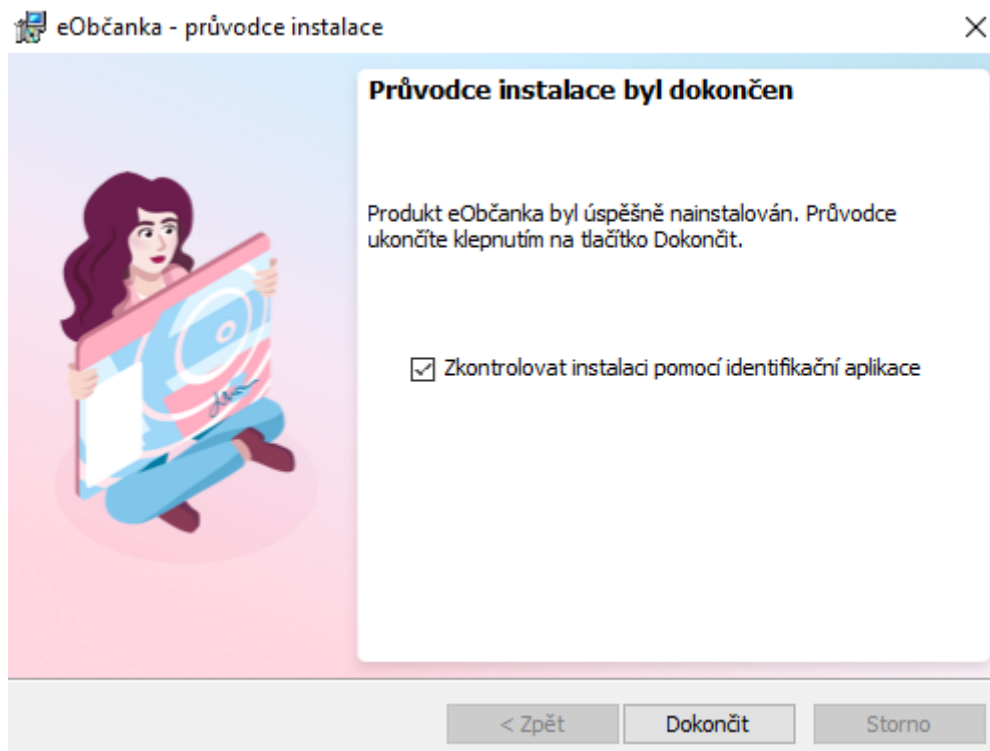 eObčanka - průvodce instalace
Průvodce instalace byl dokončen
Produkt eObčanka byl úspěšně nainstalován. Průvodce
ukončíte klepnutím na tlačítko Dokončit.
Zkontrolovat instalaci pomocí identifikační aplikace
< Zpět
Dokončit
Storno